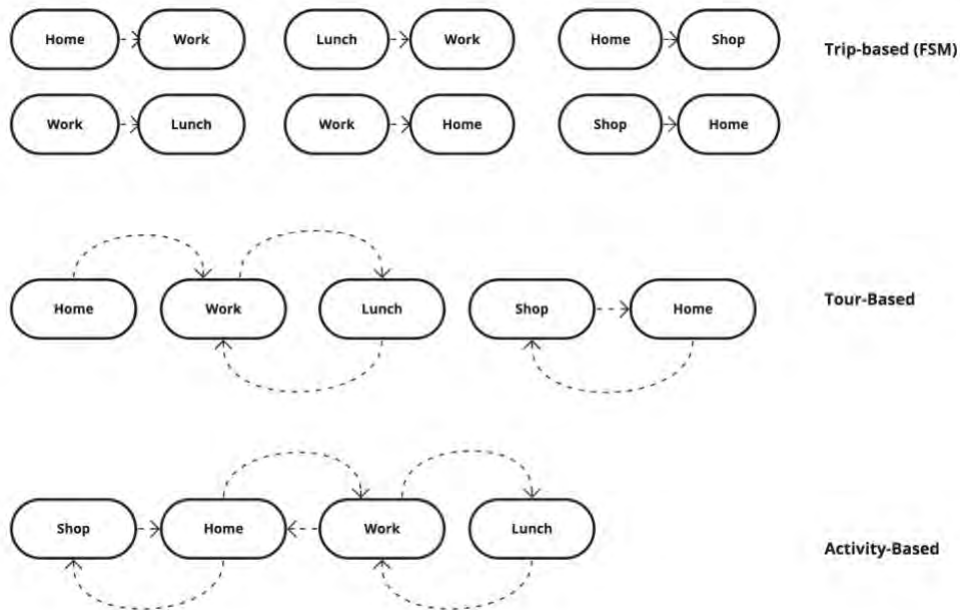 Home Work Lunch Work Home Shop
Trip-based (FSM)
Work Lunch Work Home Shop Home
Home Work Lunch Shop Home
Tour-Based
Shop Home Work Lunch
Activity-Based